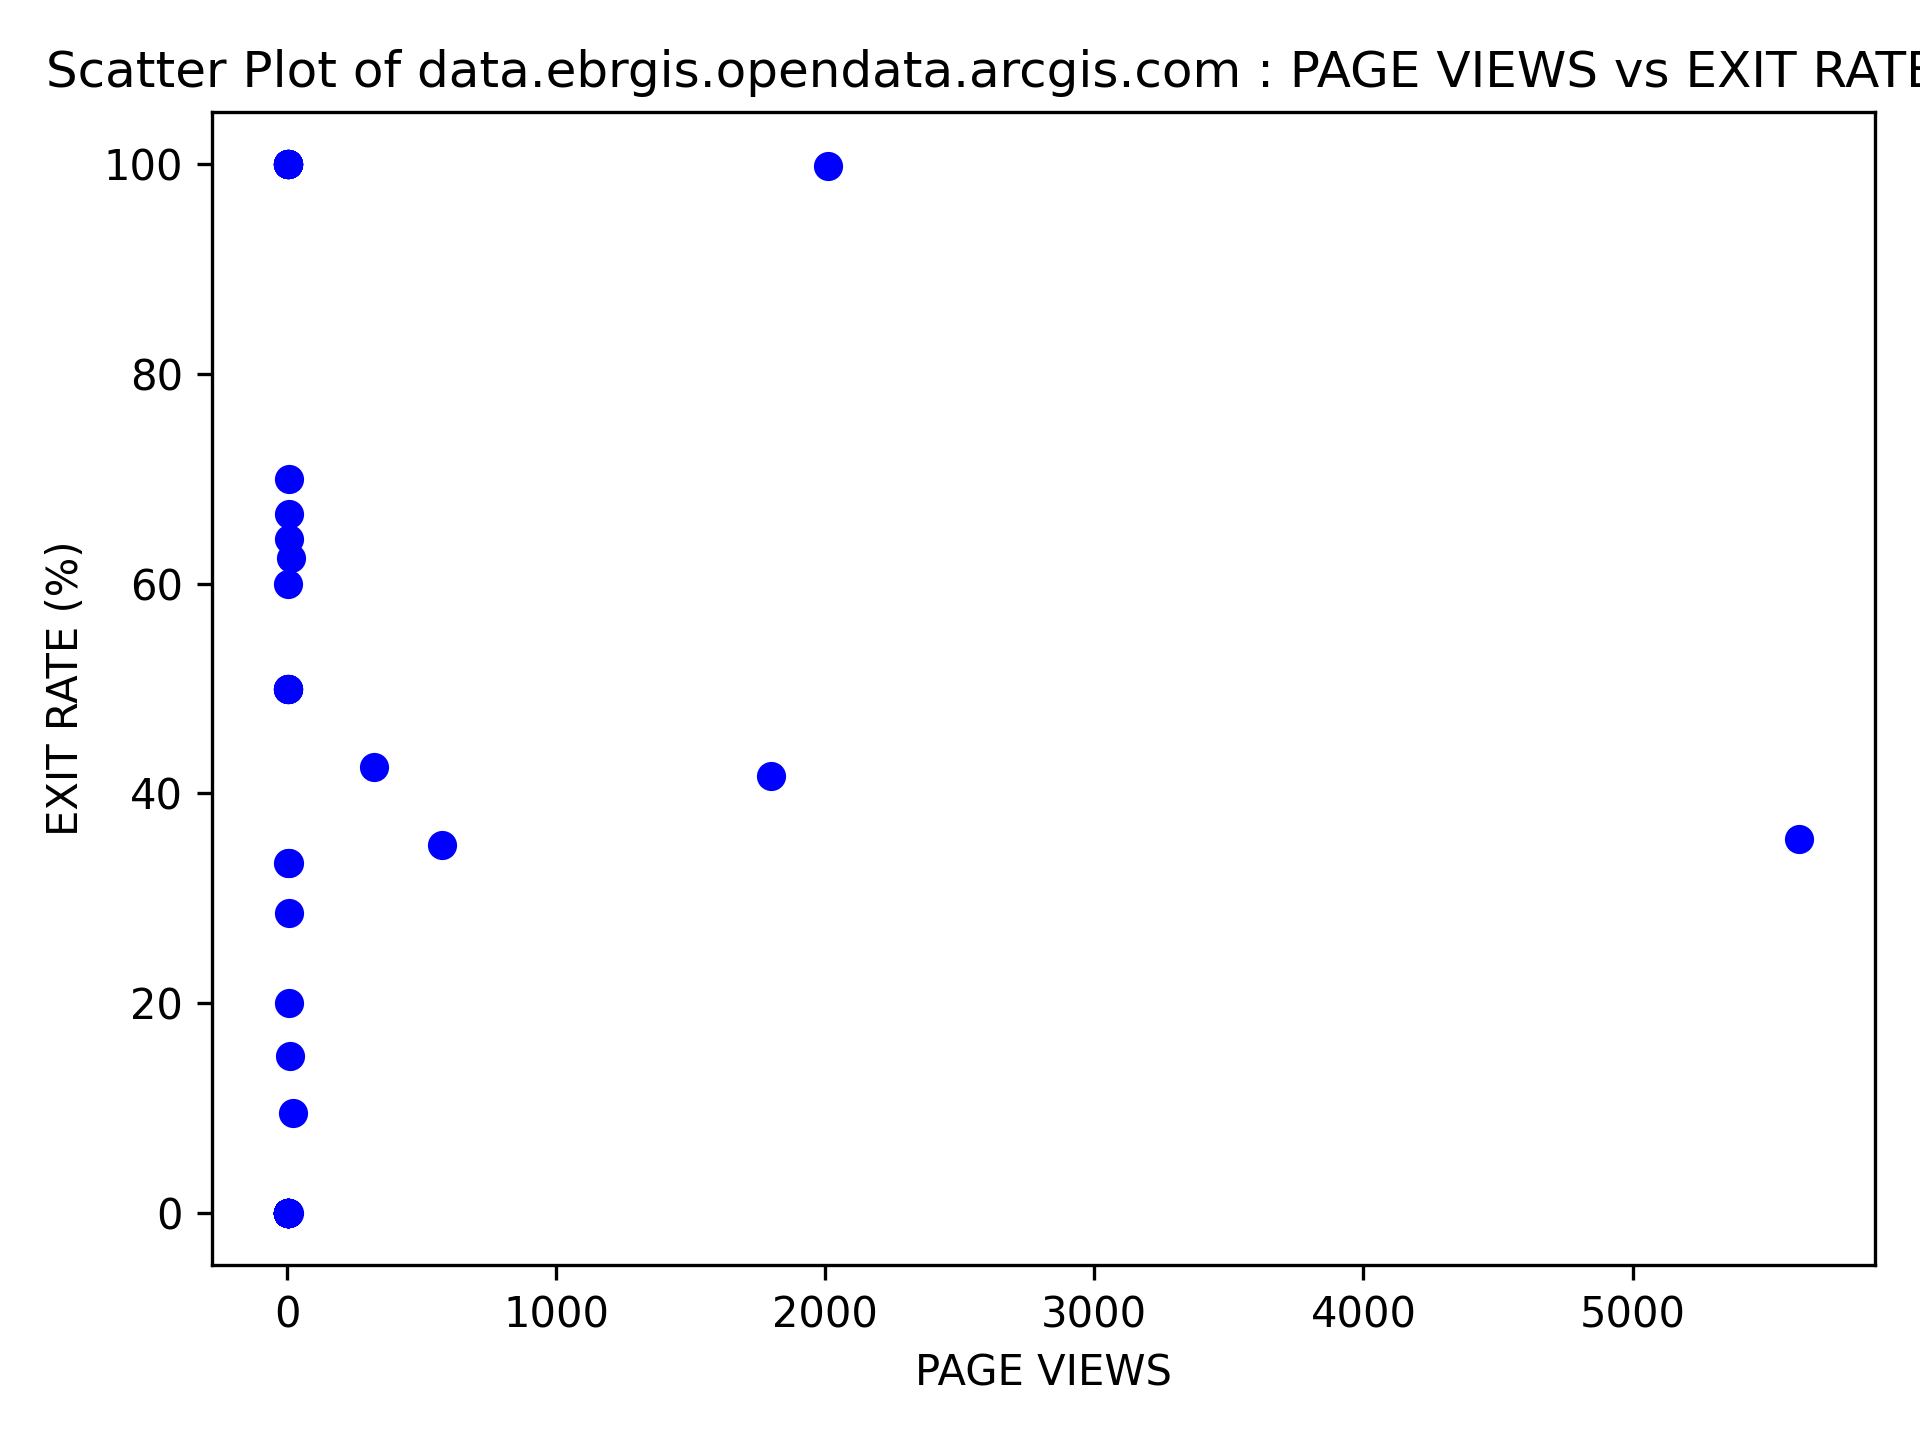 Scatter Plot of data.ebrgis.opendata.arcgis.com : PAGE VIEWS vs EXIT RATE
100
80
60
40
20
0
EXIT RATE (%)
0 1000 2000 3000 4000 5000
PAGE VIEWS